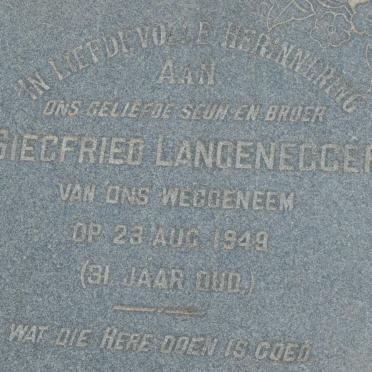 IN LIEFDEVOLLE HERINNERING
AAN
ONS GELIEFDE SEUN EN BROER
SIEGFRIED LANGENEGGER
VAN ONS WEGGENEEM
OP 23 AUG. 1949
(31 JAAR OUD.)
WAT DIE HERE DOEN IS GOED.